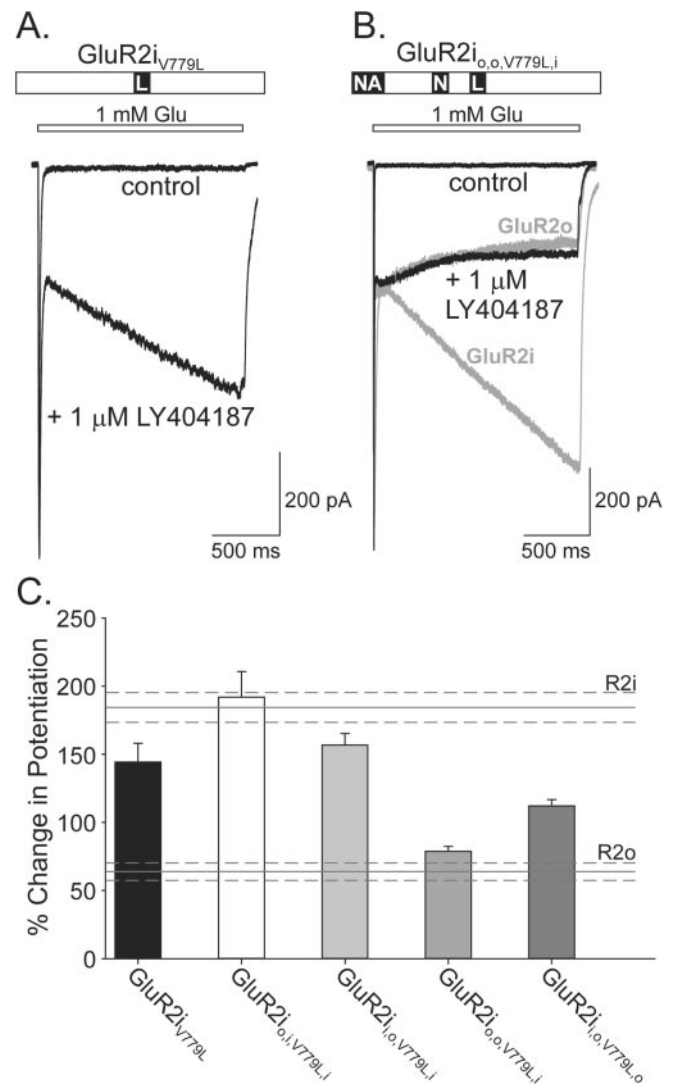 A.
GluR2iV779L
L
1 mM Glu
control
+ 1 μM LY404187
200 pA
500 ms
B.
GluR2io,o,V779L,i
NA N L
1 mM Glu
control
GluR2o
+ 1 μM
LY404187
GluR2i
200 pA
500 ms
C.
% Change in Potentiation
250
200
150
100
50
0
R2i
R2o
GluR2iV779L
GluR2io,i,V779L,i
GluR2ii,o,V779L,i
GluR2io,o,V779L,i
GluR2ii,o,V779L,o